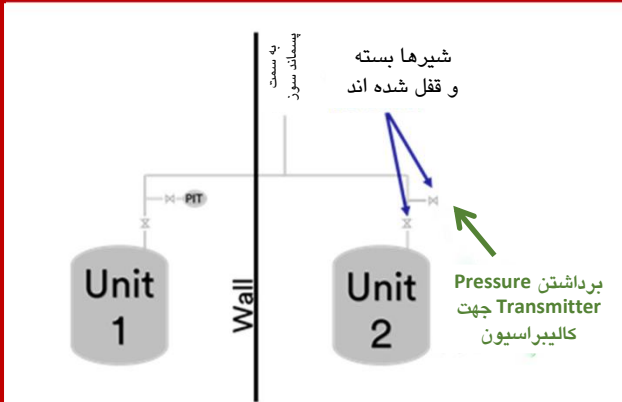 به سمت
پسماند سوز
شیرها بسته
و قفل شده اند
PIT
Unit
1
Wall
Unit
2
برداشتن Pressure
Transmitter جهت
کالیبراسیون